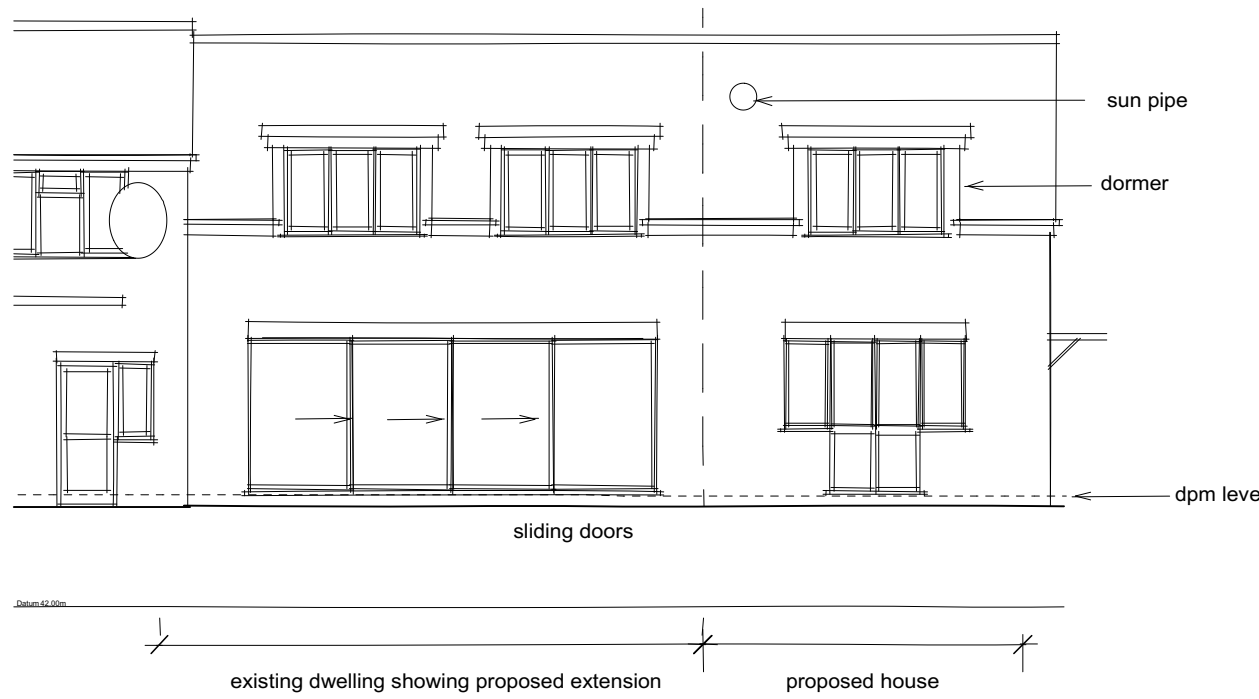 sun pipe
dormer
dpm leve
sliding doors
Datum 42.00m
existing dwelling showing proposed extension
proposed house